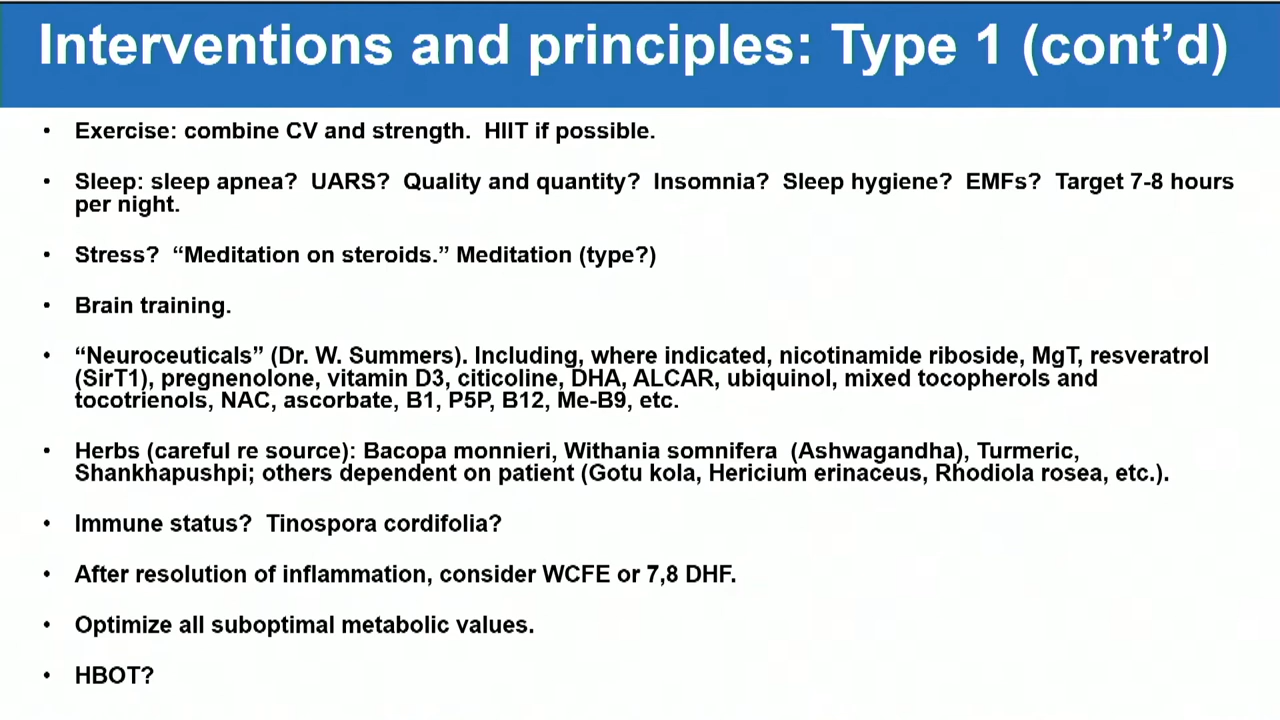 Interventions and principles: Type 1 (cont’d)
• Exercise: combine CV and strength.  HIIT if possible.
• Sleep: sleep apnea?  UARS?  Quality and quantity?  Insomnia?  Sleep hygiene?  EMFs?  Target 7-8 hours
per night.
• Stress?  “Meditation on steroids.” Meditation (type?)
• Brain training.
• “Neuroceuticals” (Dr. W. Summers). Including, where indicated, nicotinamide riboside, MgT, resveratrol
(SirT1), pregnenolone, vitamin D3, citicoline, DHA, ALCAR, ubiquinol, mixed tocopherols and
tocotrienols, NAC, ascorbate, B1, P5P, B12, Me-B9, etc.
• Herbs (careful re source): Bacopa monnieri, Withania somnifera  (Ashwagandha), Turmeric,
Shankhapushpi; others dependent on patient (Gotu kola, Hericium erinaceus, Rhodiola rosea, etc.).
• Immune status?  Tinospora cordifolia?
• After resolution of inflammation, consider WCFE or 7,8 DHF.
• Optimize all suboptimal metabolic values.
• HBOT?